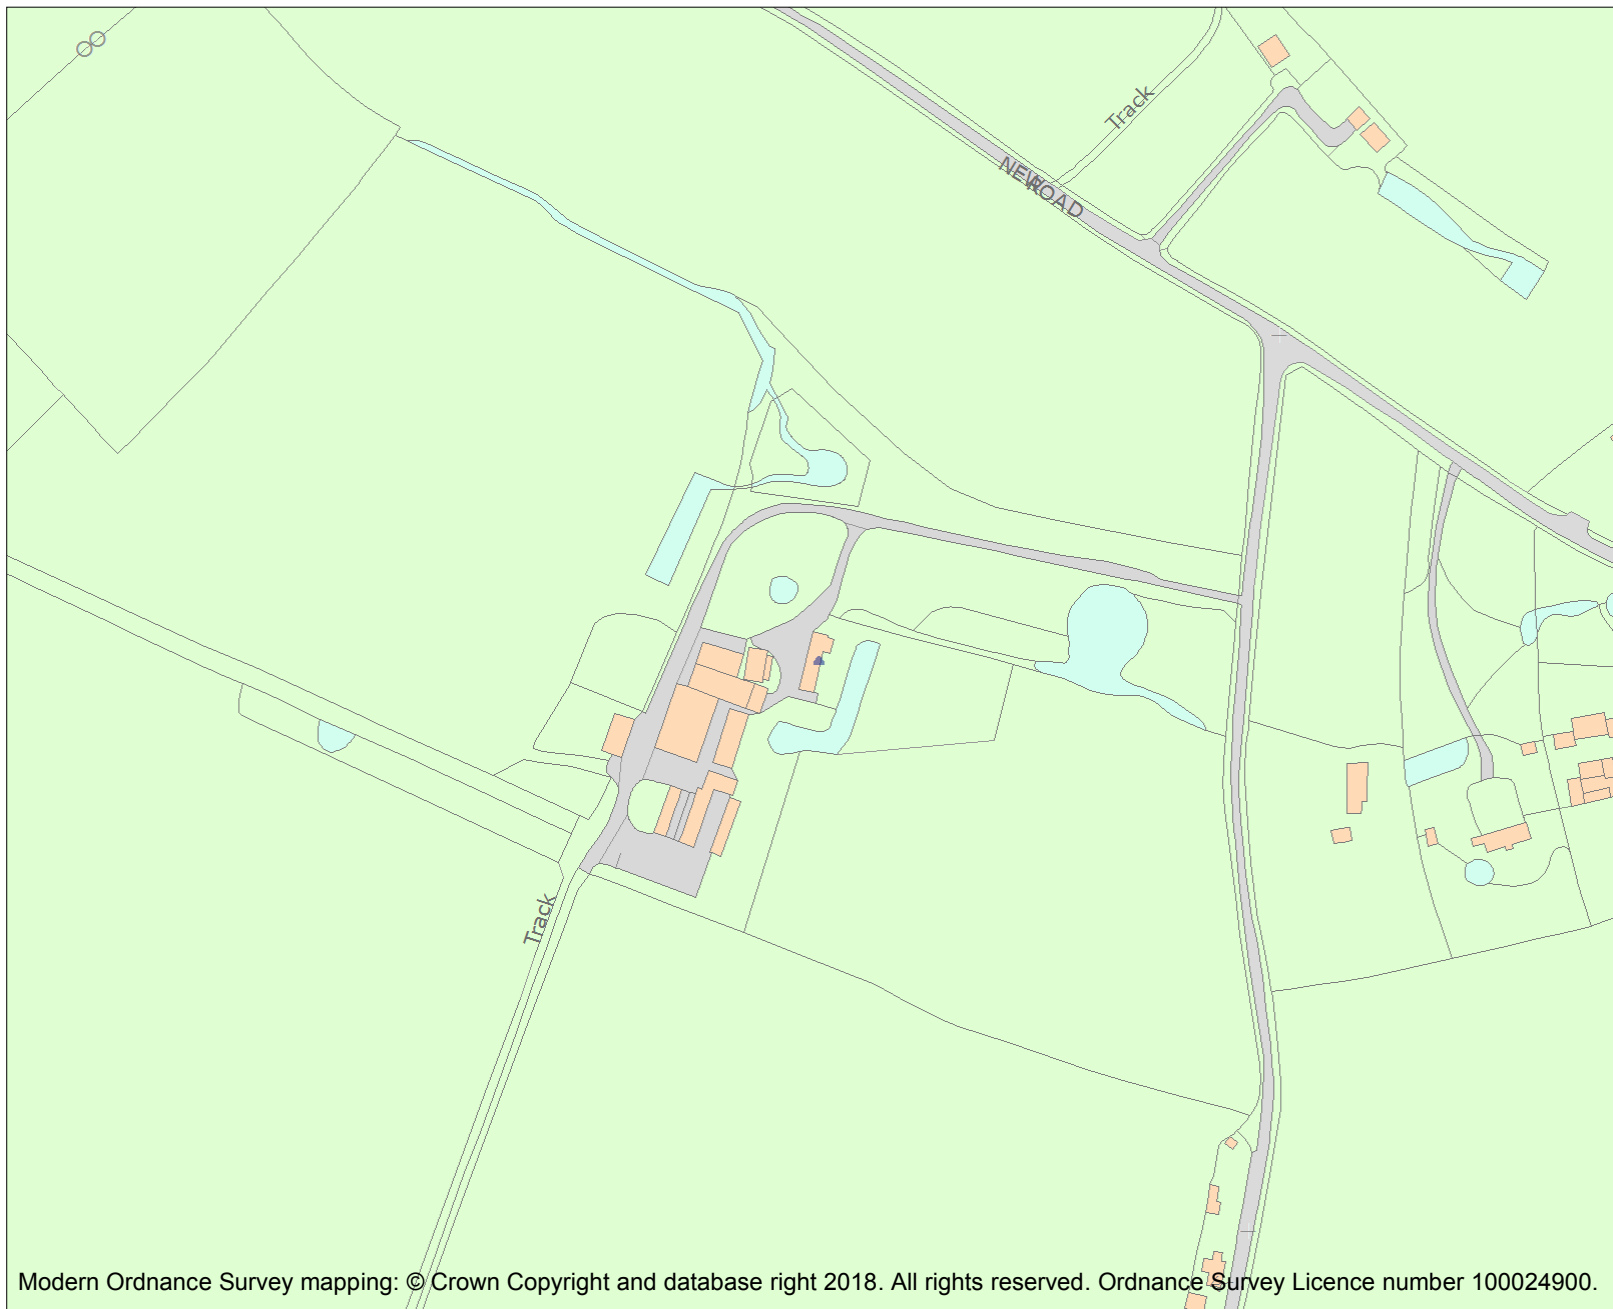 Track
NEW ROAD
Track
Modern Ordnance Survey mapping: © Crown Copyright and database right 2018. All rights reserved. Ordnance Survey Licence number 100024900.